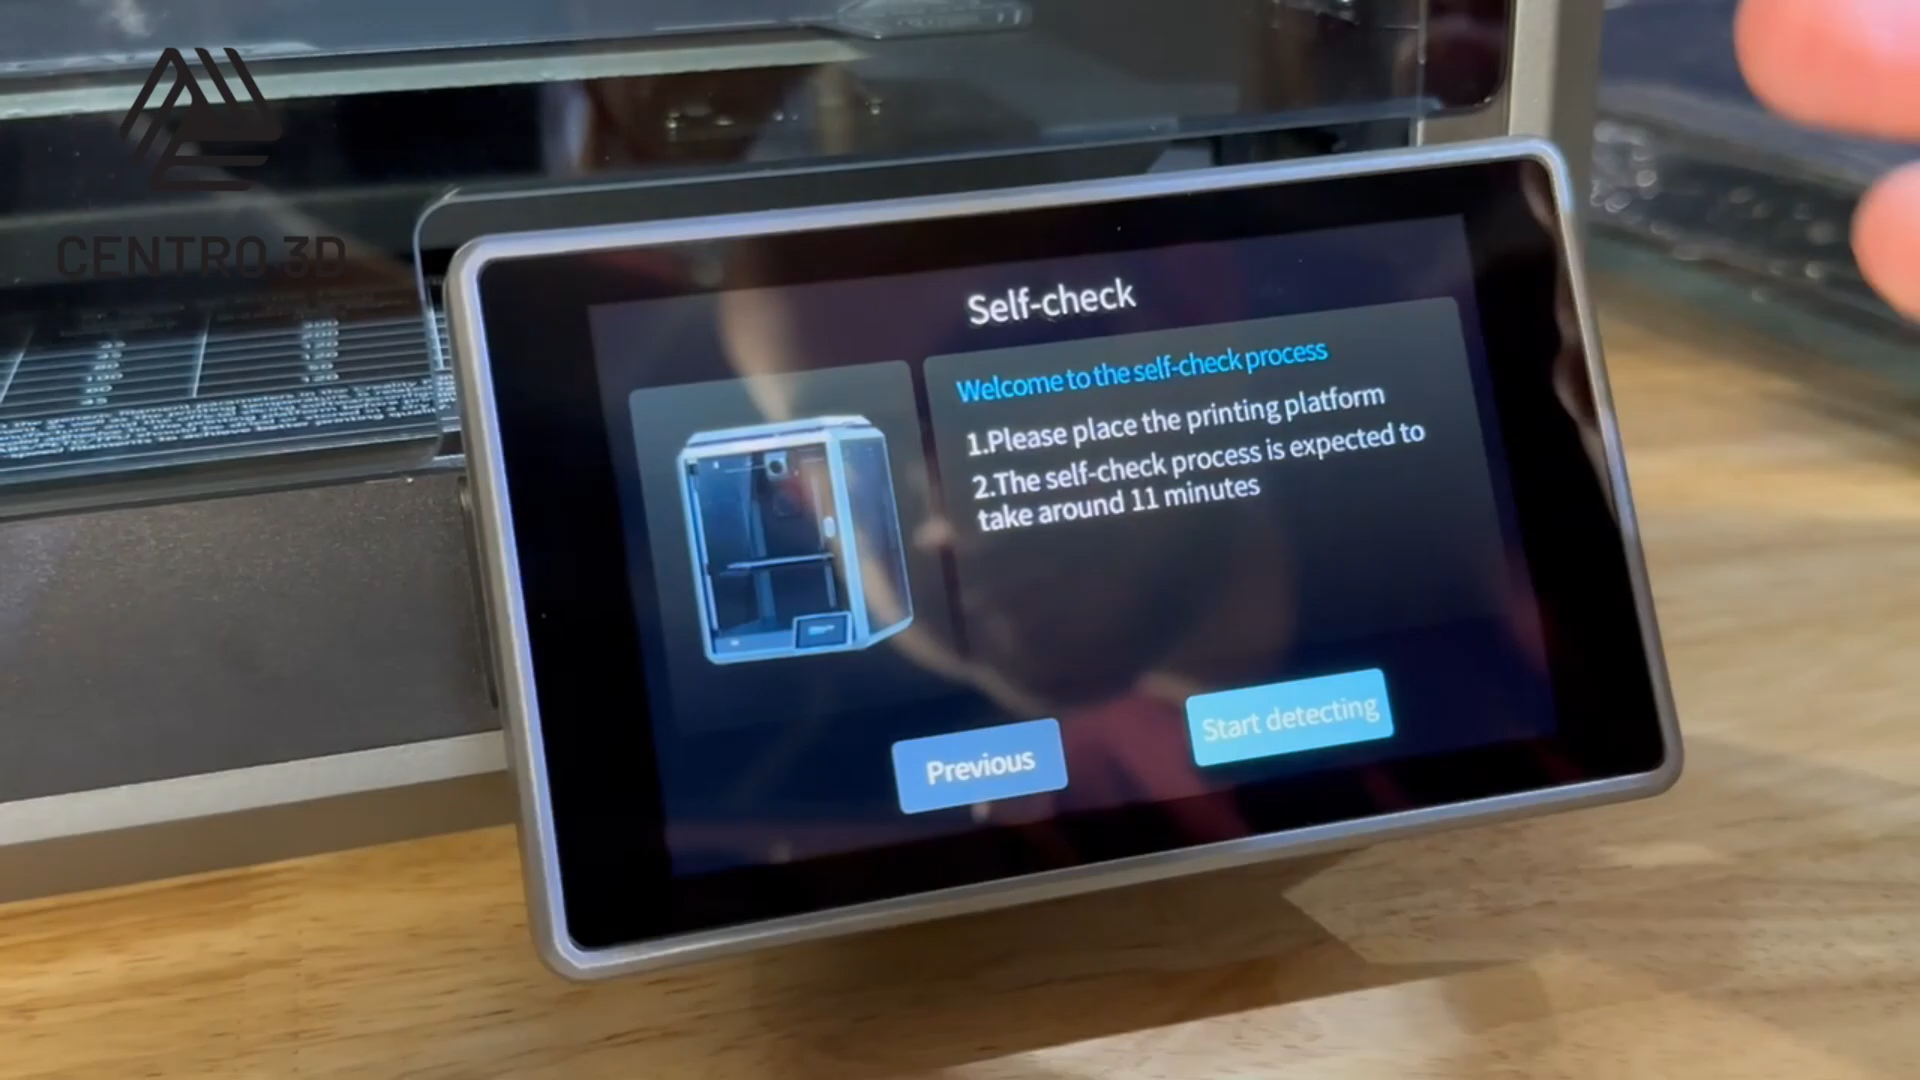 CENTRO 3D
Self-check
Welcome to the self-check process
1.Please place the printing platform
2.The self-check process is expected to
take around 11 minutes
Previous
Start detecting